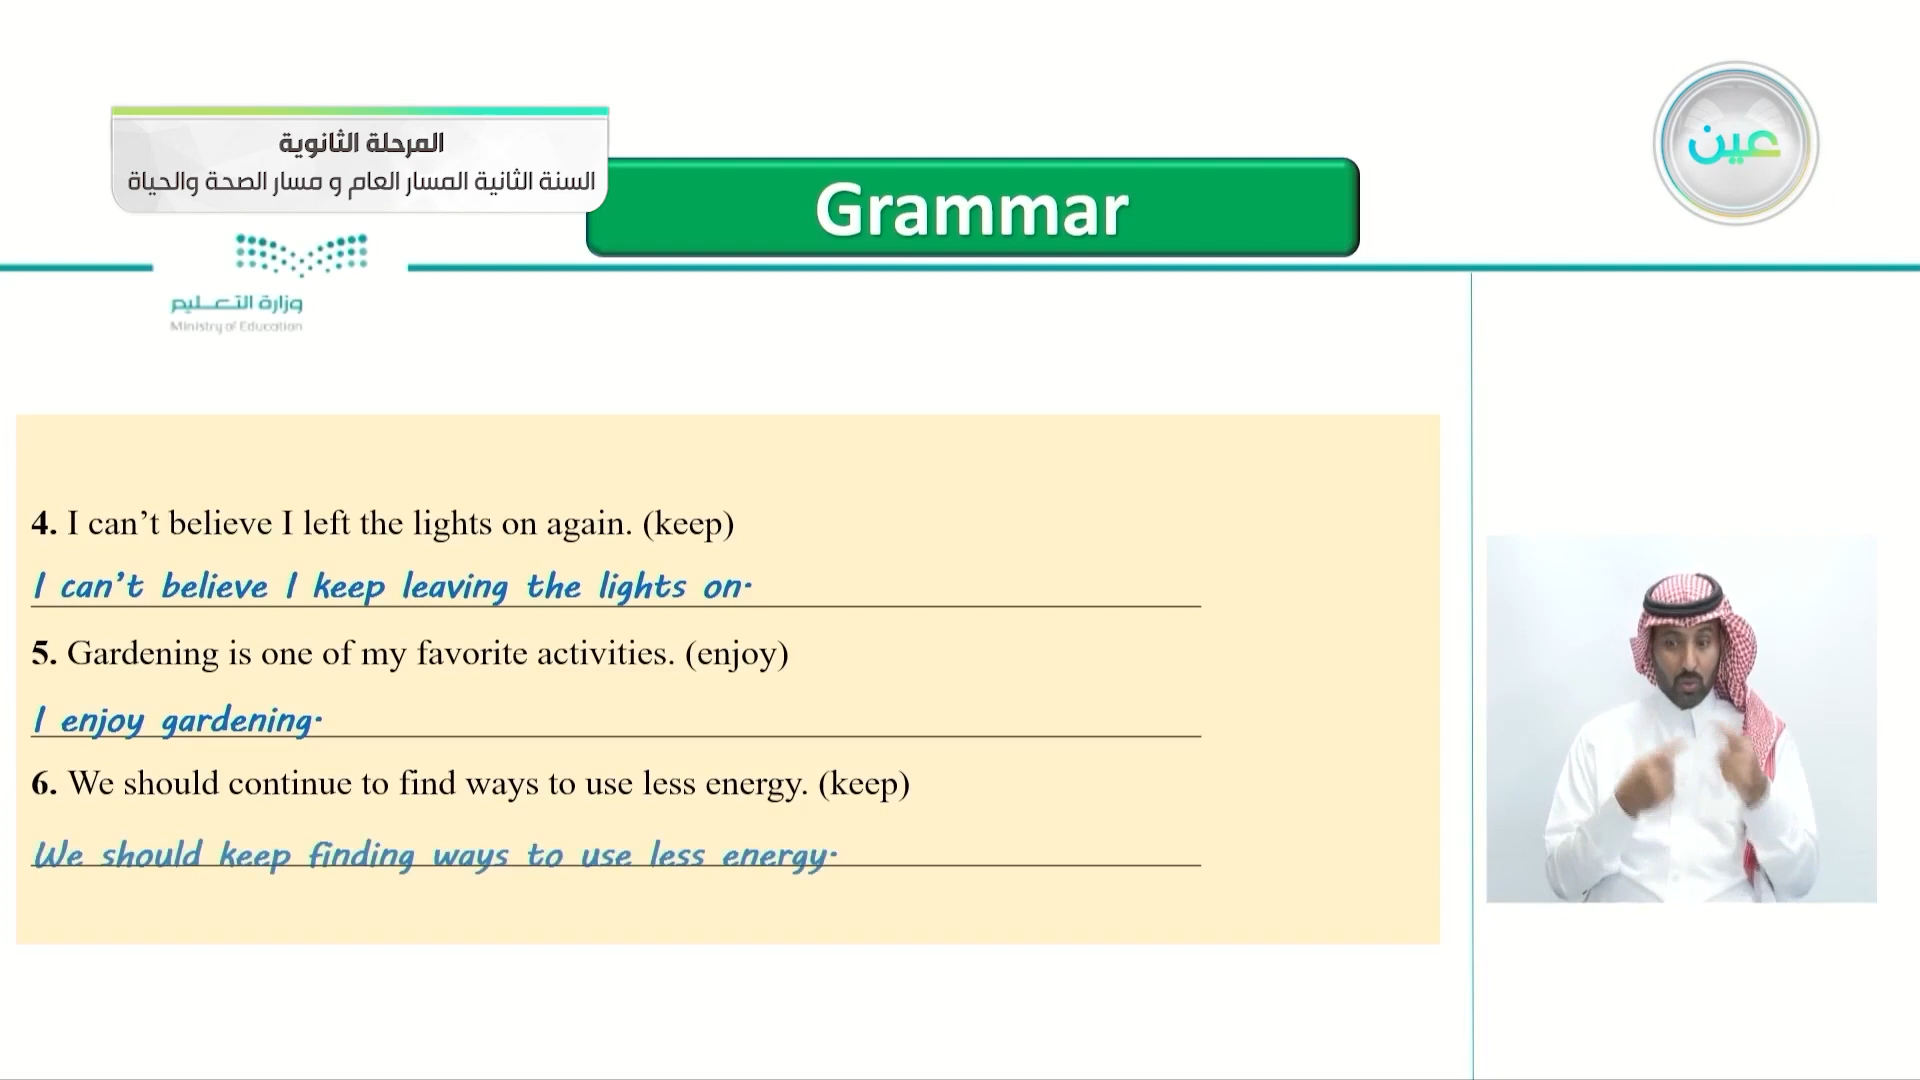 المرحلة الثانوية
السنة الثانية المسار العام و مسار الصحة والحياة
عين
Grammar
وزارة التعليم
Ministry of Education
4. I can’t believe I left the lights on again. (keep)
I can’t believe I keep leaving the lights on.
5. Gardening is one of my favorite activities. (enjoy)
I enjoy gardening.
6. We should continue to find ways to use less energy. (keep)
We should keep finding ways to use less energy.